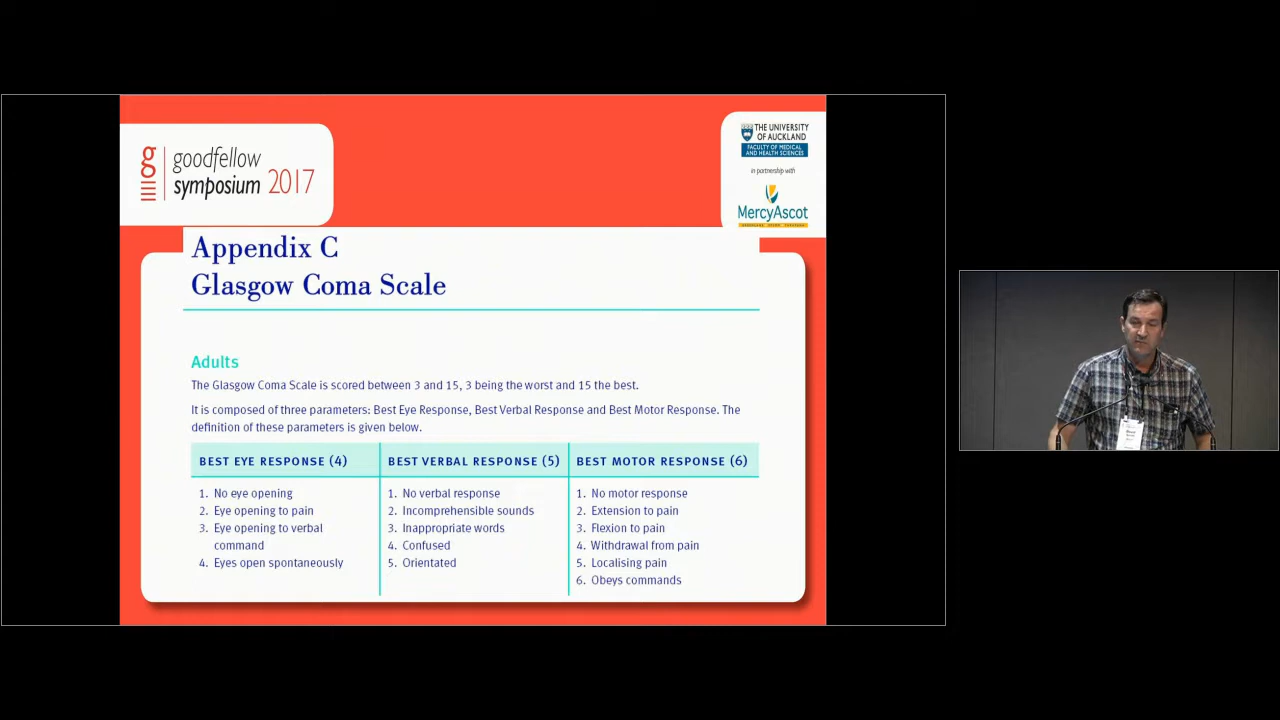 goodfellow
symposium 2017
THE UNIVERSITY
OF AUCKLAND
FACULTY OF MEDICAL
AND HEALTH SCIENCES
in partnership with
MercyAscot
Appendix C
Glasgow Coma Scale
Adults
The Glasgow Coma Scale is scored between 3 and 15, 3 being the worst and 15 the best.
It is composed of three parameters: Best Eye Response, Best Verbal Response and Best Motor Response. The
definition of these parameters is given below.
BEST EYE RESPONSE (4)
1. No eye opening
2. Eye opening to pain
3. Eye opening to verbal
command
4. Eyes open spontaneously
BEST VERBAL RESPONSE (5)
1. No verbal response
2. Incomprehensible sounds
3. Inappropriate words
4. Confused
5. Orientated
BEST MOTOR RESPONSE (6)
1. No motor response
2. Extension to pain
3. Flexion to pain
4. Withdrawal from pain
5. Localising pain
6. Obeys commands